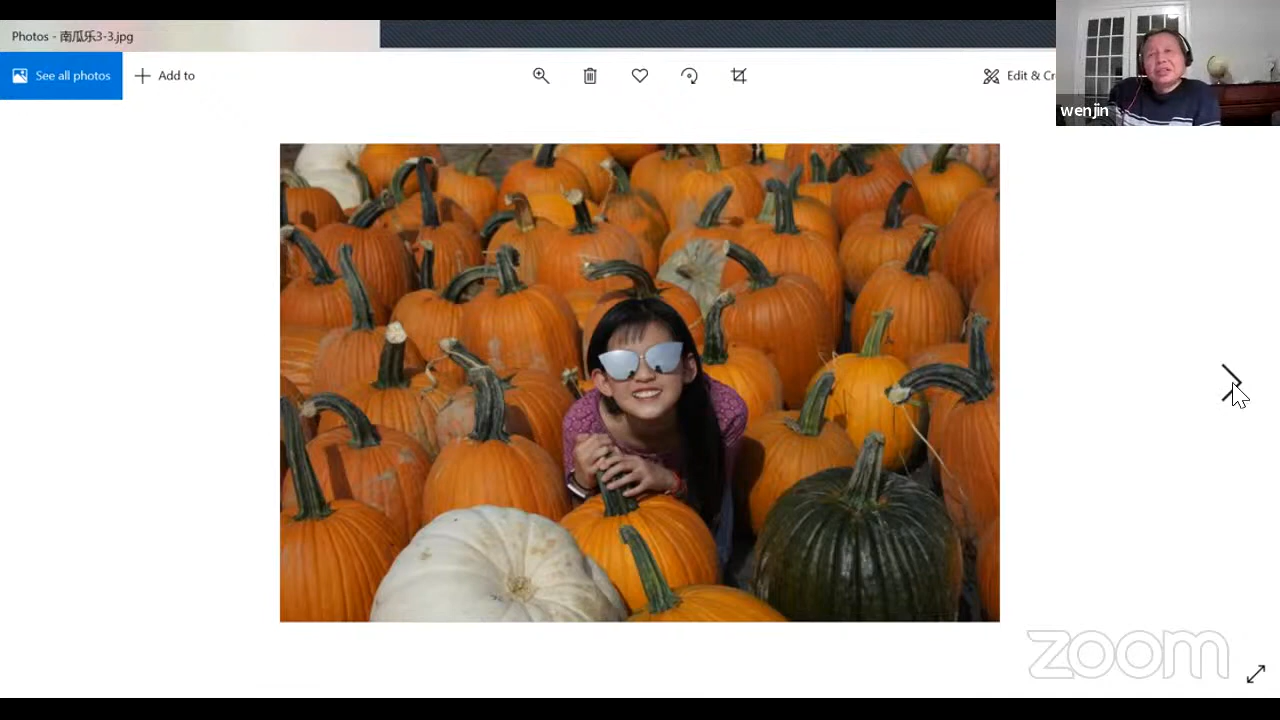 Photos - 南瓜乐3-3.jpg
See all photos
Add to
Edit & Cr
wenjin
zoom